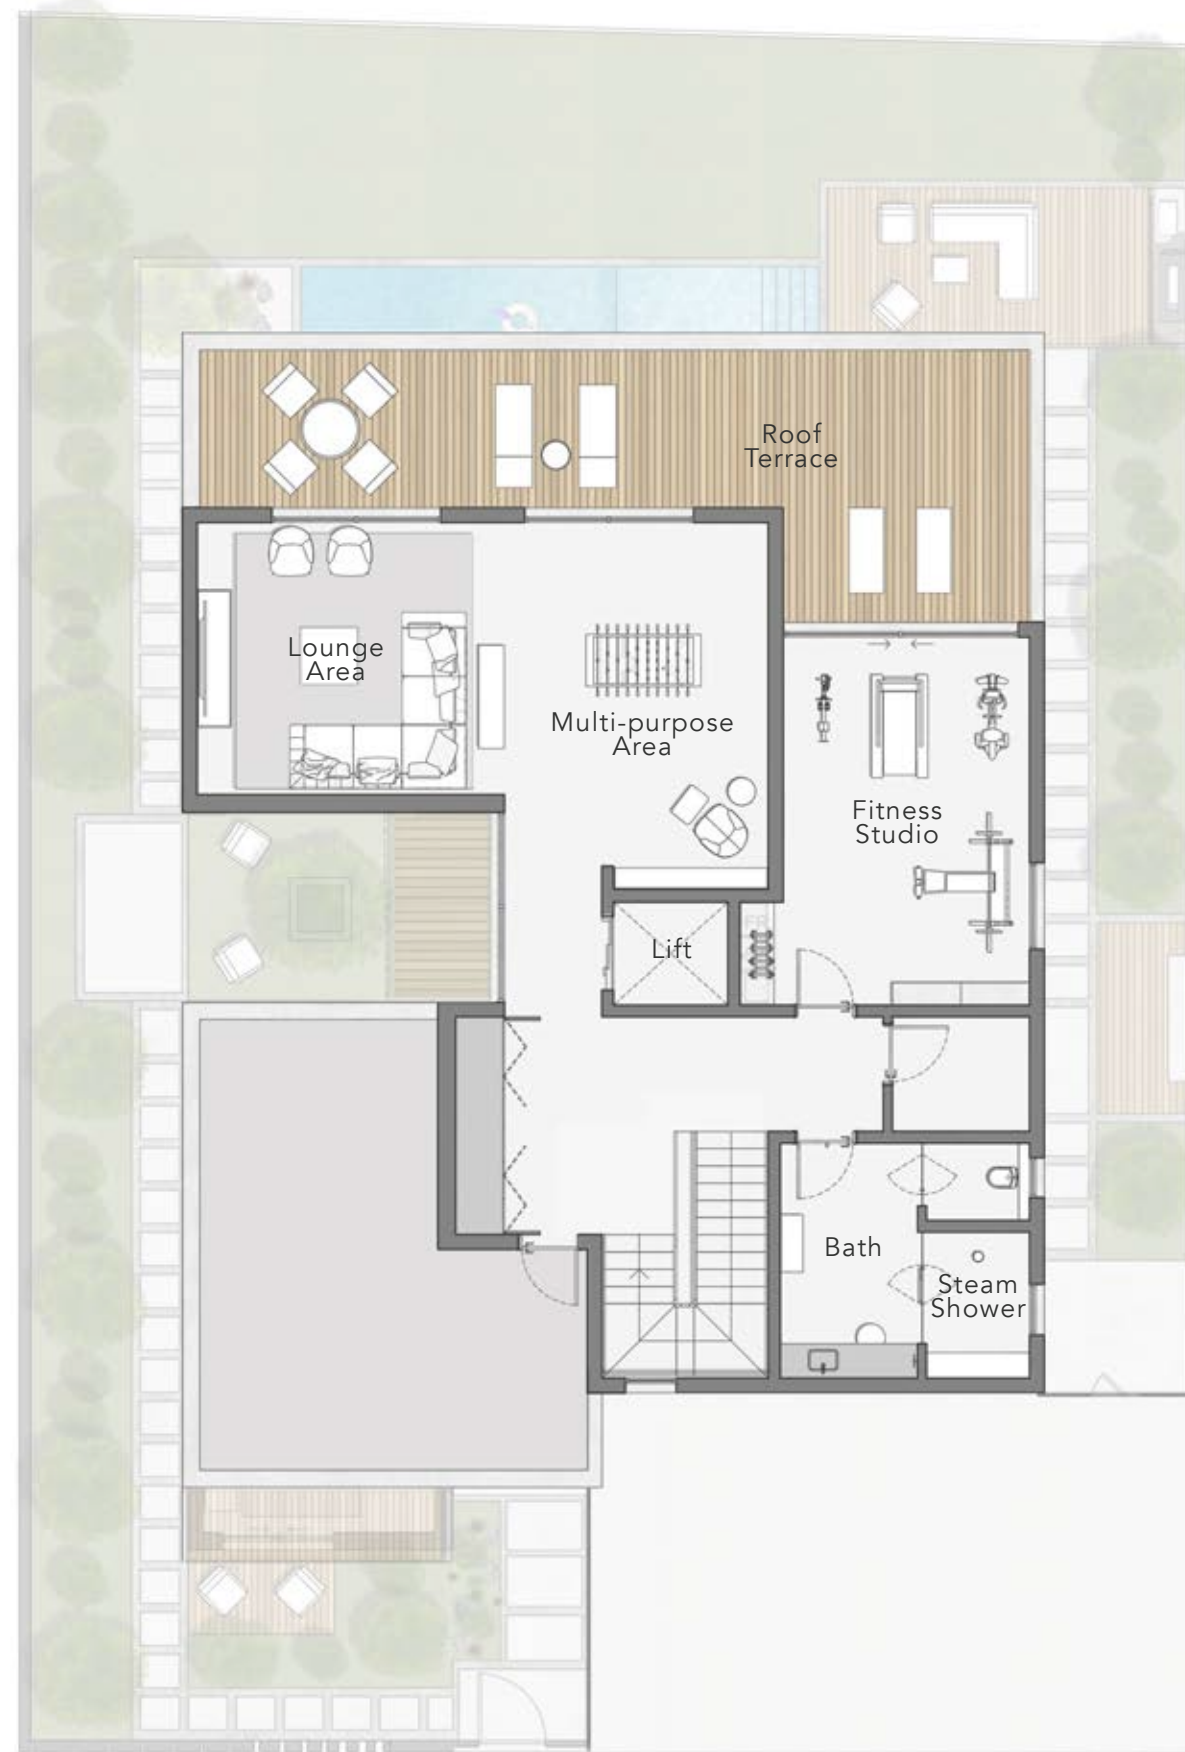 Roof
Terrace
Lounge
Area
Multi-purpose
Area
Fitness
Studio
Lift
Bath
Steam
Shower